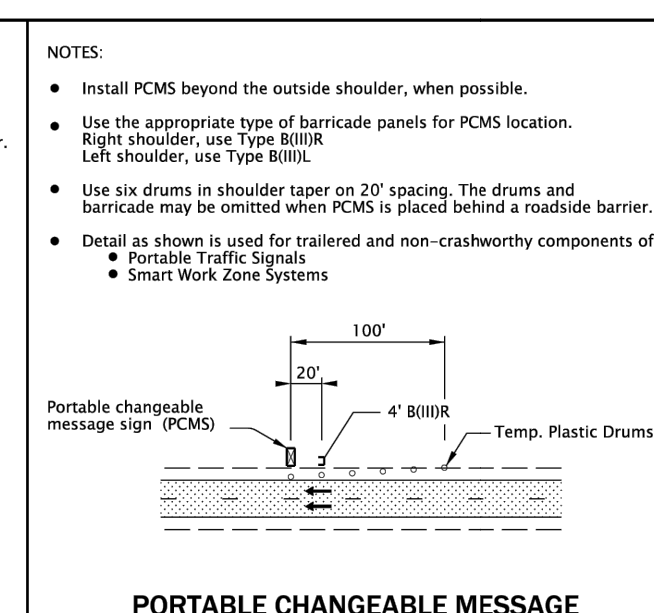 r.
NOTES:
● Install PCMS beyond the outside shoulder, when possible.
● Use the appropriate type of barricade panels for PCMS location.
Right shoulder, use Type B(III)R
Left shoulder, use Type B(III)L
● Use six drums in shoulder taper on 20' spacing. The drums and
barricade may be omitted when PCMS is placed behind a roadside barrier.
● Detail as shown is used for trailered and non-crashworthy components of
● Portable Traffic Signals
● Smart Work Zone Systems
100'
20'
Portable changeable
message sign (PCMS)
4' B(III)R
Temp. Plastic Drums
PORTABLE CHANGEABLE MESSAGE